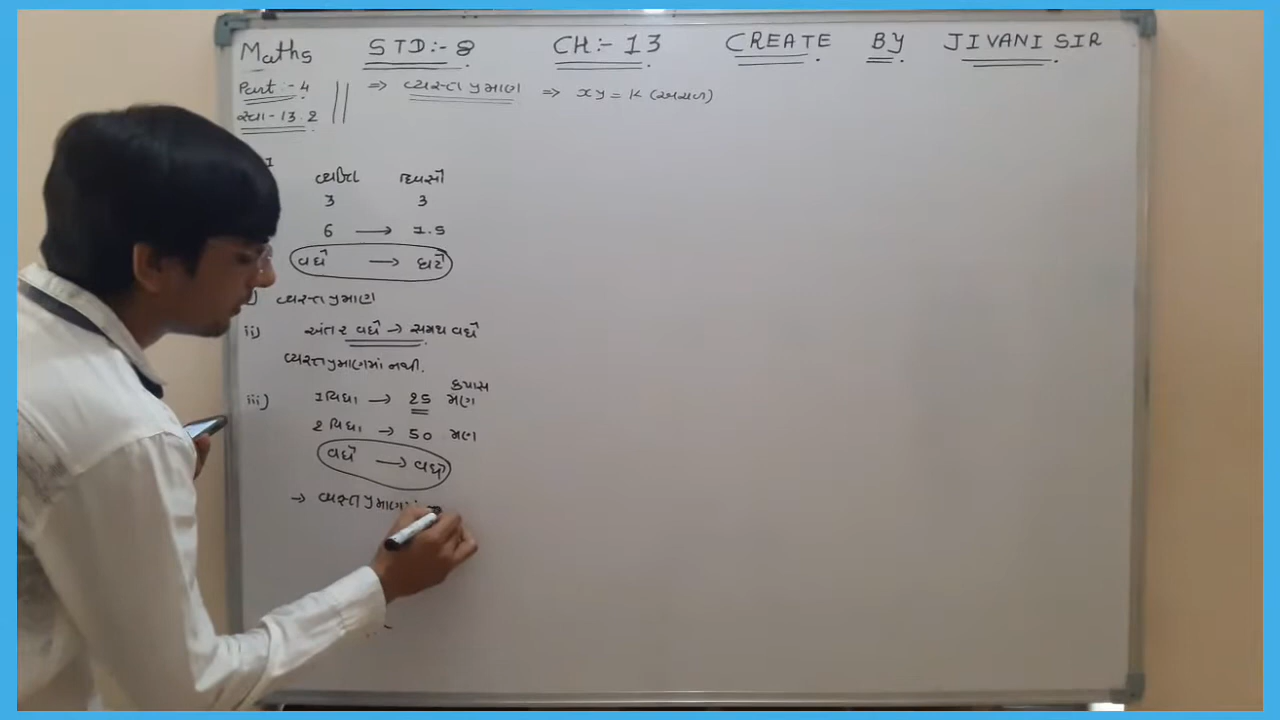 Maths STD:- 8 CH:- 13 CREATE BY JIVANI SIR
Part :- 4 ⇒ વ્યસ્ત પ્રમાણ ⇒ xy = K (અચળ)
સ્વા - 13.2
1
વ્યક્તિ દિવસો
3 3
6 → 1.5
વધે → ઘટે
) વ્યસ્ત પ્રમાણ
ii) અંતર વધે → સમય વધે
વ્યસ્ત પ્રમાણમાં નથી.
કપાસ
iii) 1 વિઘા → 25 મણ
2 વિઘા → 50 મણ
વધે → વધે
→ વ્યસ્ત પ્રમાણમાં